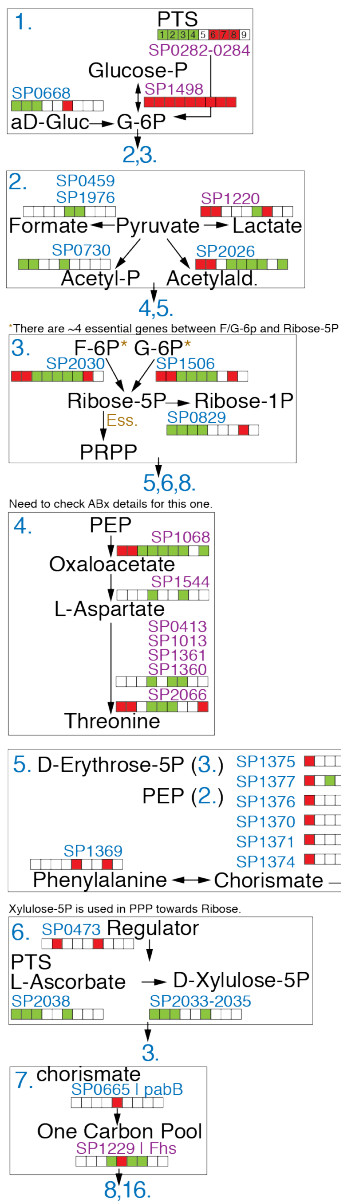 1.
PTS
1 2 3 4 5 6 7 8 9
SP0282-0284
Glucose-P
SP0668
SP1498
aD-Gluc G-6P
2,3.
2.
SP0459
SP1976
SP1220
Formate Pyruvate Lactate
SP0730
SP2026
Acetyl-P Acetylald.
4,5.
*There are ~4 essential genes between F/G-6p and Ribose-5P
3.
F-6P* G-6P*
SP2030
SP1506
Ribose-5P Ribose-1P
Ess.
SP0829
PRPP
5,6,8.
Need to check ABx details for this one.
4.
PEP
SP1068
Oxaloacetate
SP1544
L-Aspartate
SP0413
SP1013
SP1361
SP1360
SP2066
Threonine
5. D-Erythrose-5P (3.)
PEP (2.)
SP1375
SP1377
SP1376
SP1370
SP1371
SP1374
SP1369
Phenylalanine Chorismate
Xylulose-5P is used in PPP towards Ribose.
6.
SP0473
Regulator
PTS
L-Ascorbate D-Xylulose-5P
SP2038
SP2033-2035
3.
7.
chorismate
SP0665 | pabB
One Carbon Pool
SP1229 | Fhs
8,16.